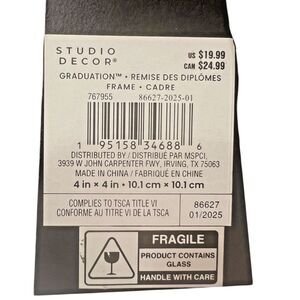 STUDIO
DECOR®
US $19.99
CAN $24.99
GRADUATION™ • REMISE DES DIPLÔMES
FRAME • CADRE
767955 86627-2025-01
1 95158 34688 6
DISTRIBUTED BY / DISTRIBUÉ PAR MSPCI,
3939 W JOHN CARPENTER FWY, IRVING, TX 75063
MADE IN CHINA / FABRIQUÉ EN CHINE
4 in x 4 in • 10.1 cm x 10.1 cm
COMPLIES TO TSCA TITLE VI
CONFORME AU TITRE VI DE LA TSCA
86627
01/2025
FRAGILE
PRODUCT CONTAINS
GLASS
HANDLE WITH CARE